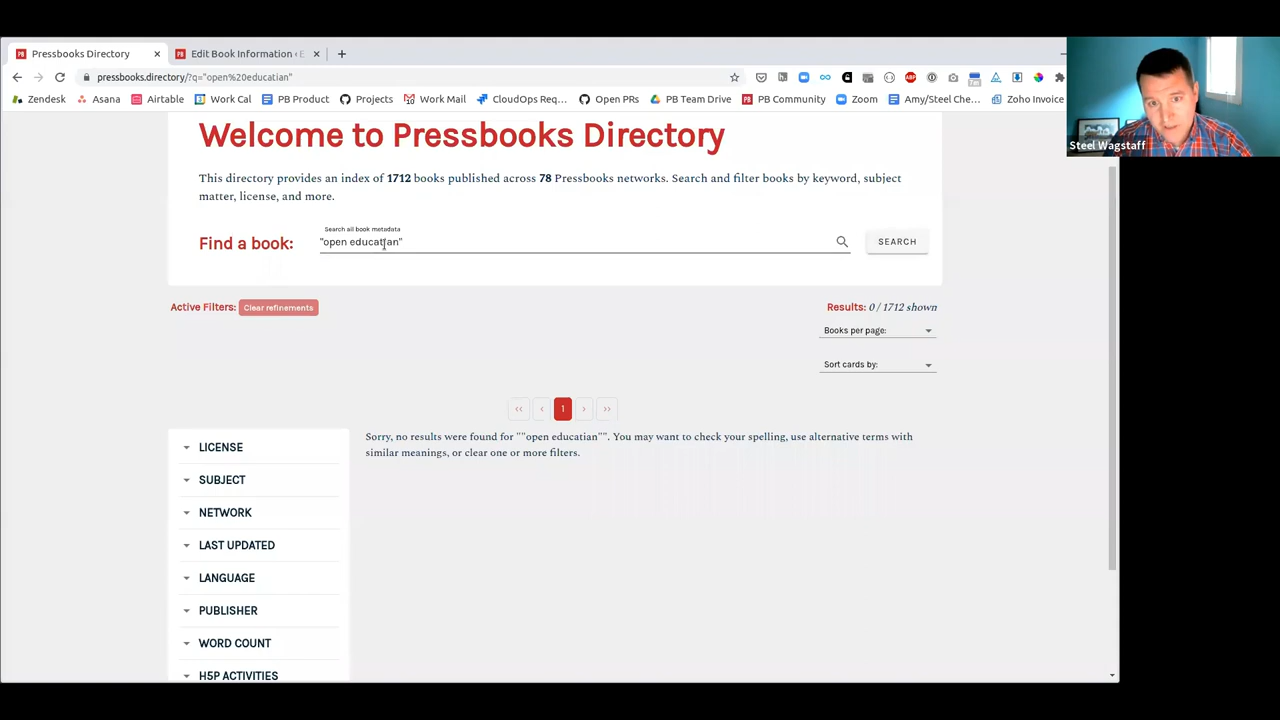 Pressbooks Directory
Edit Book Information ‹ E
pressbooks.directory/?q="open%20educatian"
Zendesk Asana Airtable Work Cal PB Product Projects Work Mail CloudOps Req... Open PRs PB Team Drive PB Community Zoom Amy/Steel Che... Zoho Invoice
Steel Wagstaff
Welcome to Pressbooks Directory
This directory provides an index of 1712 books published across 78 Pressbooks networks. Search and filter books by keyword, subject
matter, license, and more.
Search all book metadata
Find a book: "open educatian" SEARCH
Active Filters: Clear refinements
Results: 0 / 1712 shown
Books per page:
Sort cards by:
‹‹ ‹ 1 › ››
Sorry, no results were found for ""open educatian"". You may want to check your spelling, use alternative terms with
similar meanings, or clear one or more filters.
LICENSE
SUBJECT
NETWORK
LAST UPDATED
LANGUAGE
PUBLISHER
WORD COUNT
H5P ACTIVITIES